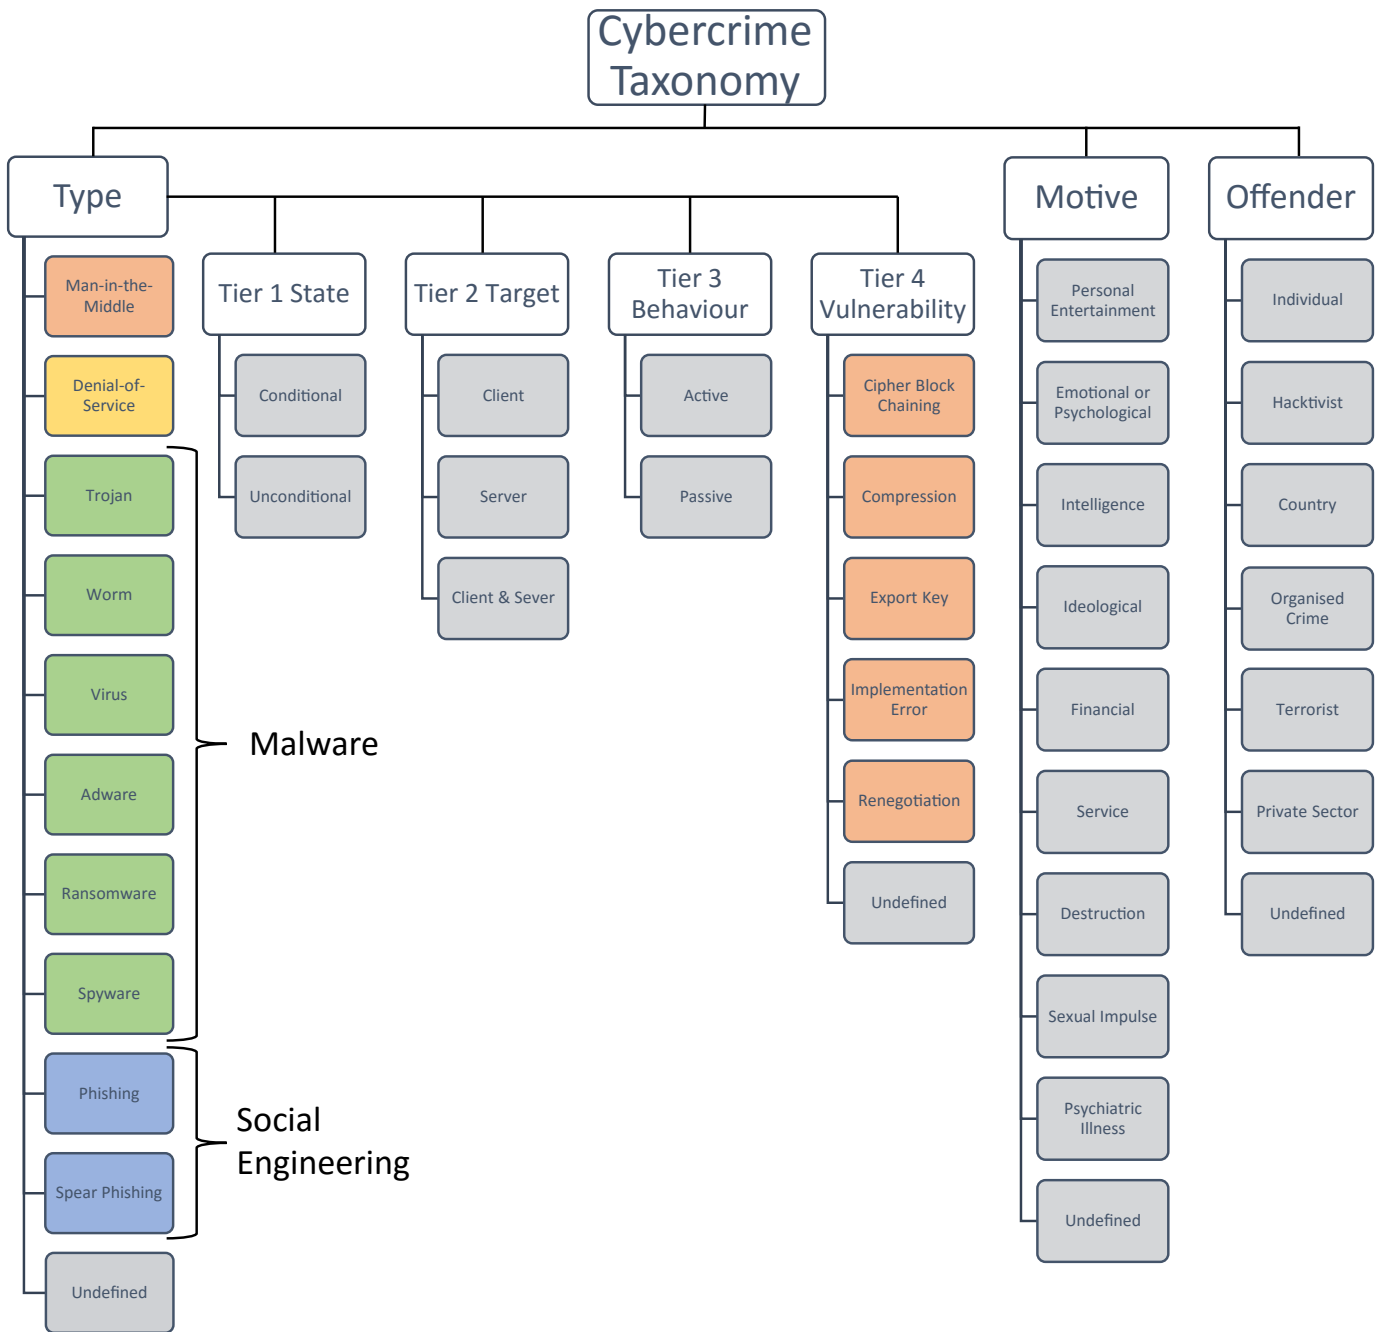 Cybercrime
Taxonomy
Type
Man-in-the-
Middle
Denial-of-
Service
Trojan
Worm
Virus
Adware
Ransomware
Spyware
Phishing
Spear Phishing
Undefined
Malware
Social
Engineering
Tier 1 State
Conditional
Unconditional
Tier 2 Target
Client
Server
Client & Sever
Tier 3
Behaviour
Active
Passive
Tier 4
Vulnerability
Cipher Block
Chaining
Compression
Export Key
Implementation
Error
Renegotiation
Undefined
Motive
Personal
Entertainment
Emotional or
Psychological
Intelligence
Ideological
Financial
Service
Destruction
Sexual Impulse
Psychiatric
Illness
Undefined
Offender
Individual
Hacktivist
Country
Organised
Crime
Terrorist
Private Sector
Undefined